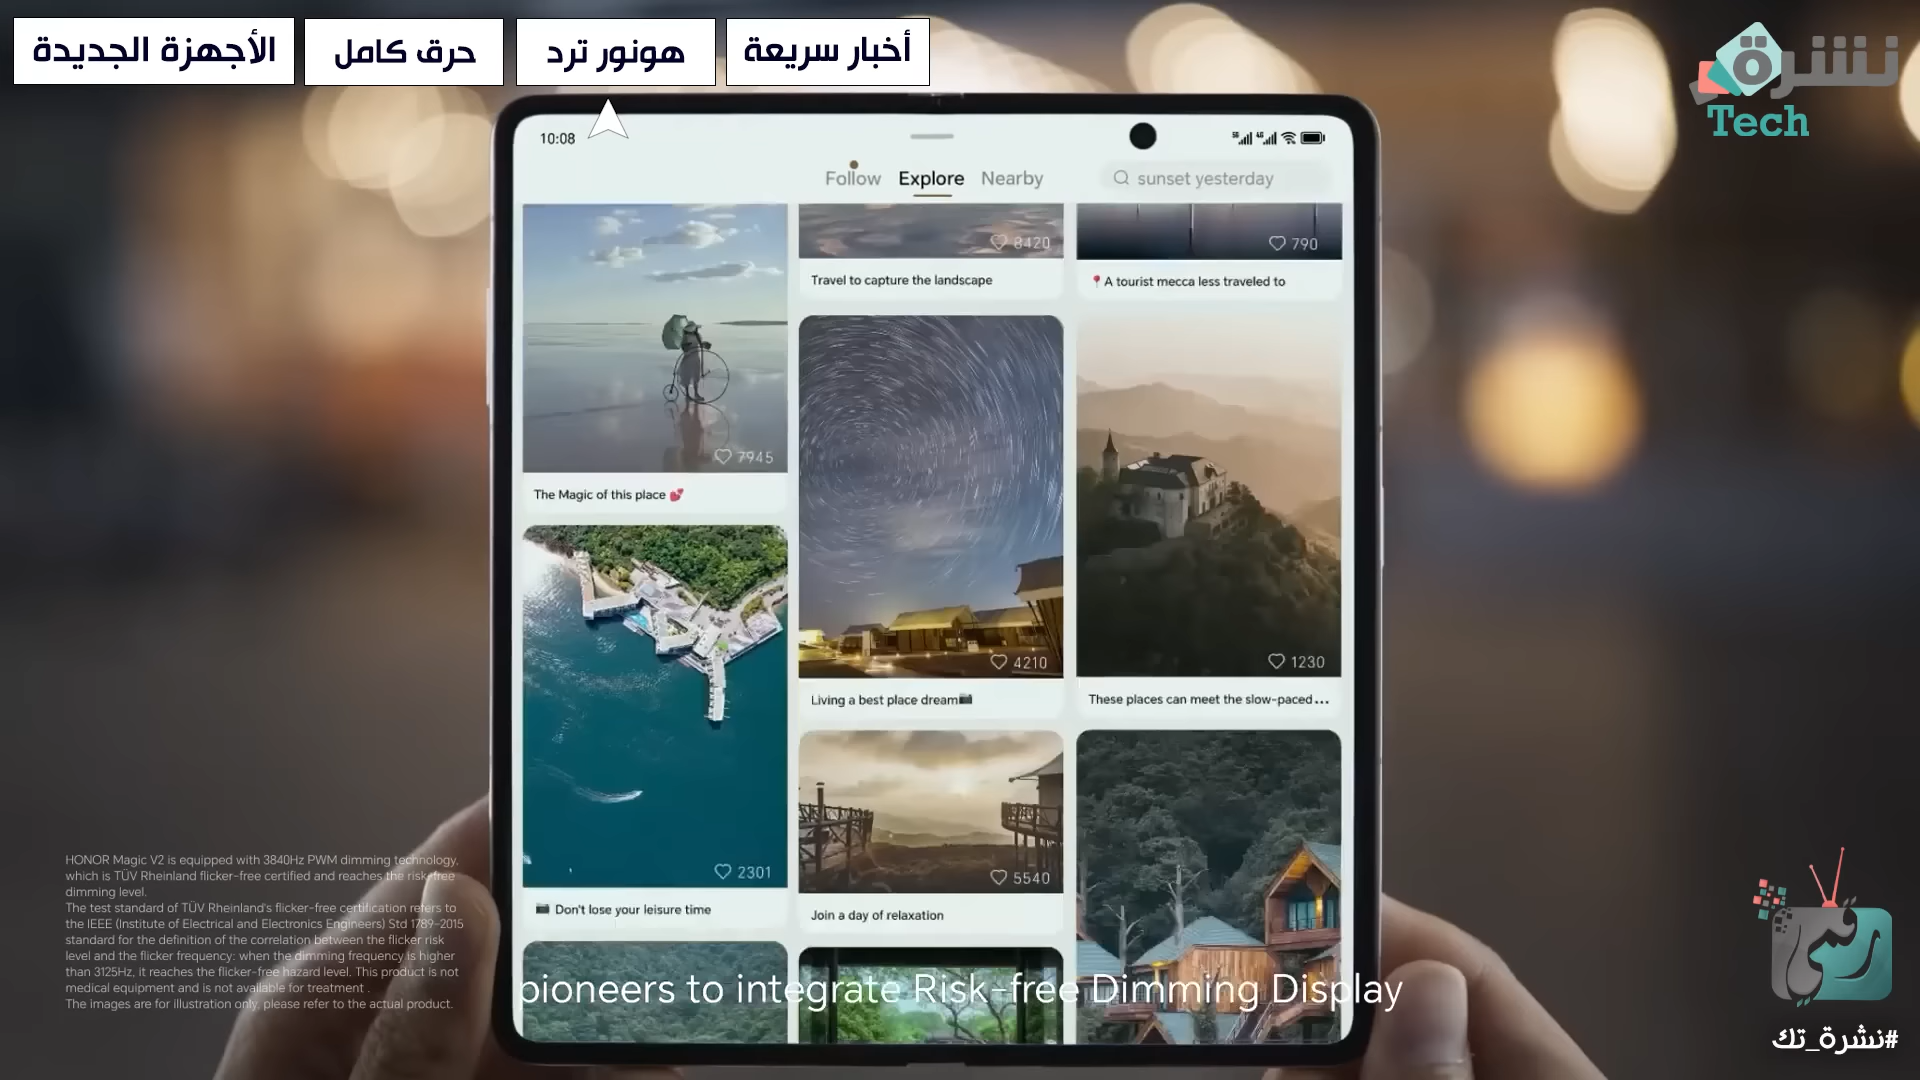 أخبار سريعة
هونور ترد
حرق كامل
الأجهزة الجديدة
نشرة
Tech
10:08
Follow
Explore
Nearby
sunset yesterday
8420
790
Travel to capture the landscape
A tourist mecca less traveled to
7945
The Magic of this place
4210
1230
Living a best place dream
These places can meet the slow-paced...
2301
5540
Don't lose your leisure time
Join a day of relaxation
HONOR Magic V2 is equipped with 3840Hz PWM dimming technology,
which is TÜV Rheinland flicker-free certified and reaches the risk-free
dimming level.
The test standard of TÜV Rheinland's flicker-free certification refers to
the IEEE (Institute of Electrical and Electronics Engineers) Std 1789-2015
standard for the definition of the correlation between the flicker risk
level and the flicker frequency: when the dimming frequency is higher
than 3125Hz, it reaches the flicker-free hazard level. This product is not
medical equipment and is not available for treatment .
The images are for illustration only, please refer to the actual product.
pioneers to integrate Risk-free Dimming Display
رقمي
#نشرة_تك